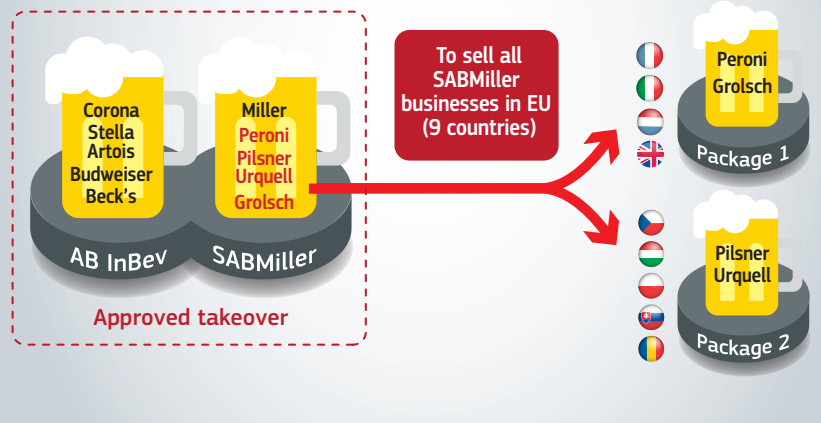 Corona
Stella
Artois
Budweiser
Beck's
AB InBev
Miller
Peroni
Pilsner
Urquell
Grolsch
SABMiller
Approved takeover
To sell all
SABMiller
businesses in EU
(9 countries)
Peroni
Grolsch
Package 1
Pilsner
Urquell
Package 2